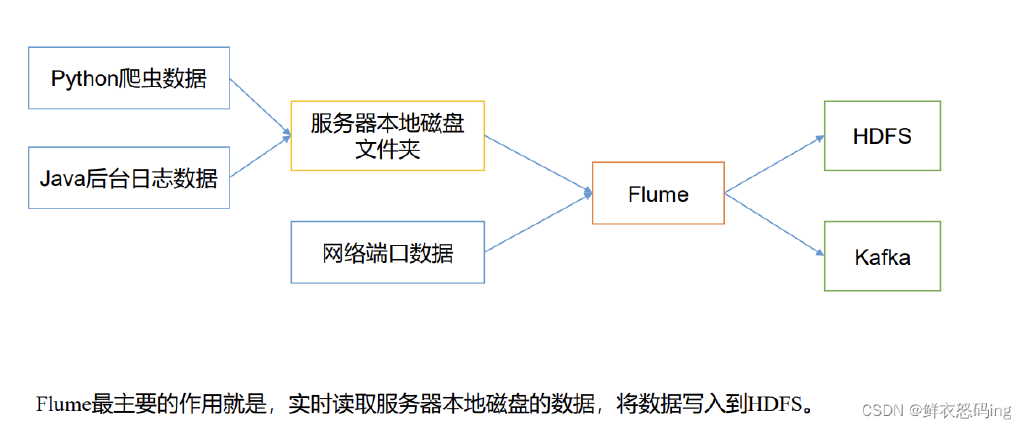 Python爬虫数据
Java后台日志数据
服务器本地磁盘
文件夹
网络端口数据
Flume
HDFS
Kafka
Flume最主要的作用就是，实时读取服务器本地磁盘的数据，将数据写入到HDFS。
CSDN @鲜衣怒码ing